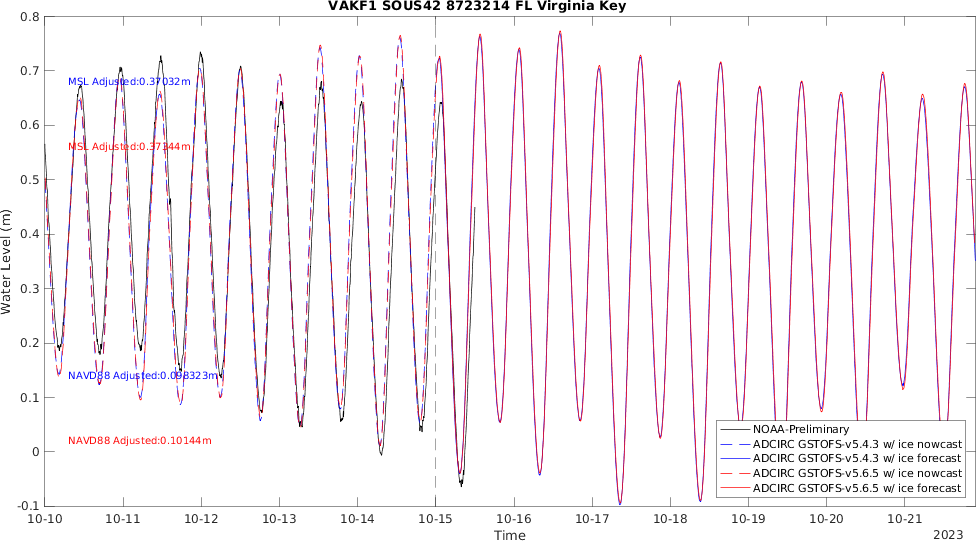 VAKF1 SOUS42 8723214 FL Virginia Key
0.8
0.7
0.6
0.5
0.4
0.3
0.2
0.1
0
-0.1
Water Level (m)
MSL Adjusted:0.37032m
MSL Adjusted:0.37344m
NAVD88 Adjusted:0.098323m
NAVD88 Adjusted:0.10144m
NOAA-Preliminary
ADCIRC GSTOFS-v5.4.3 w/ ice nowcast
ADCIRC GSTOFS-v5.4.3 w/ ice forecast
ADCIRC GSTOFS-v5.6.5 w/ ice nowcast
ADCIRC GSTOFS-v5.6.5 w/ ice forecast
10-10 10-11 10-12 10-13 10-14 10-15 10-16 10-17 10-18 10-19 10-20 10-21
Time
2023